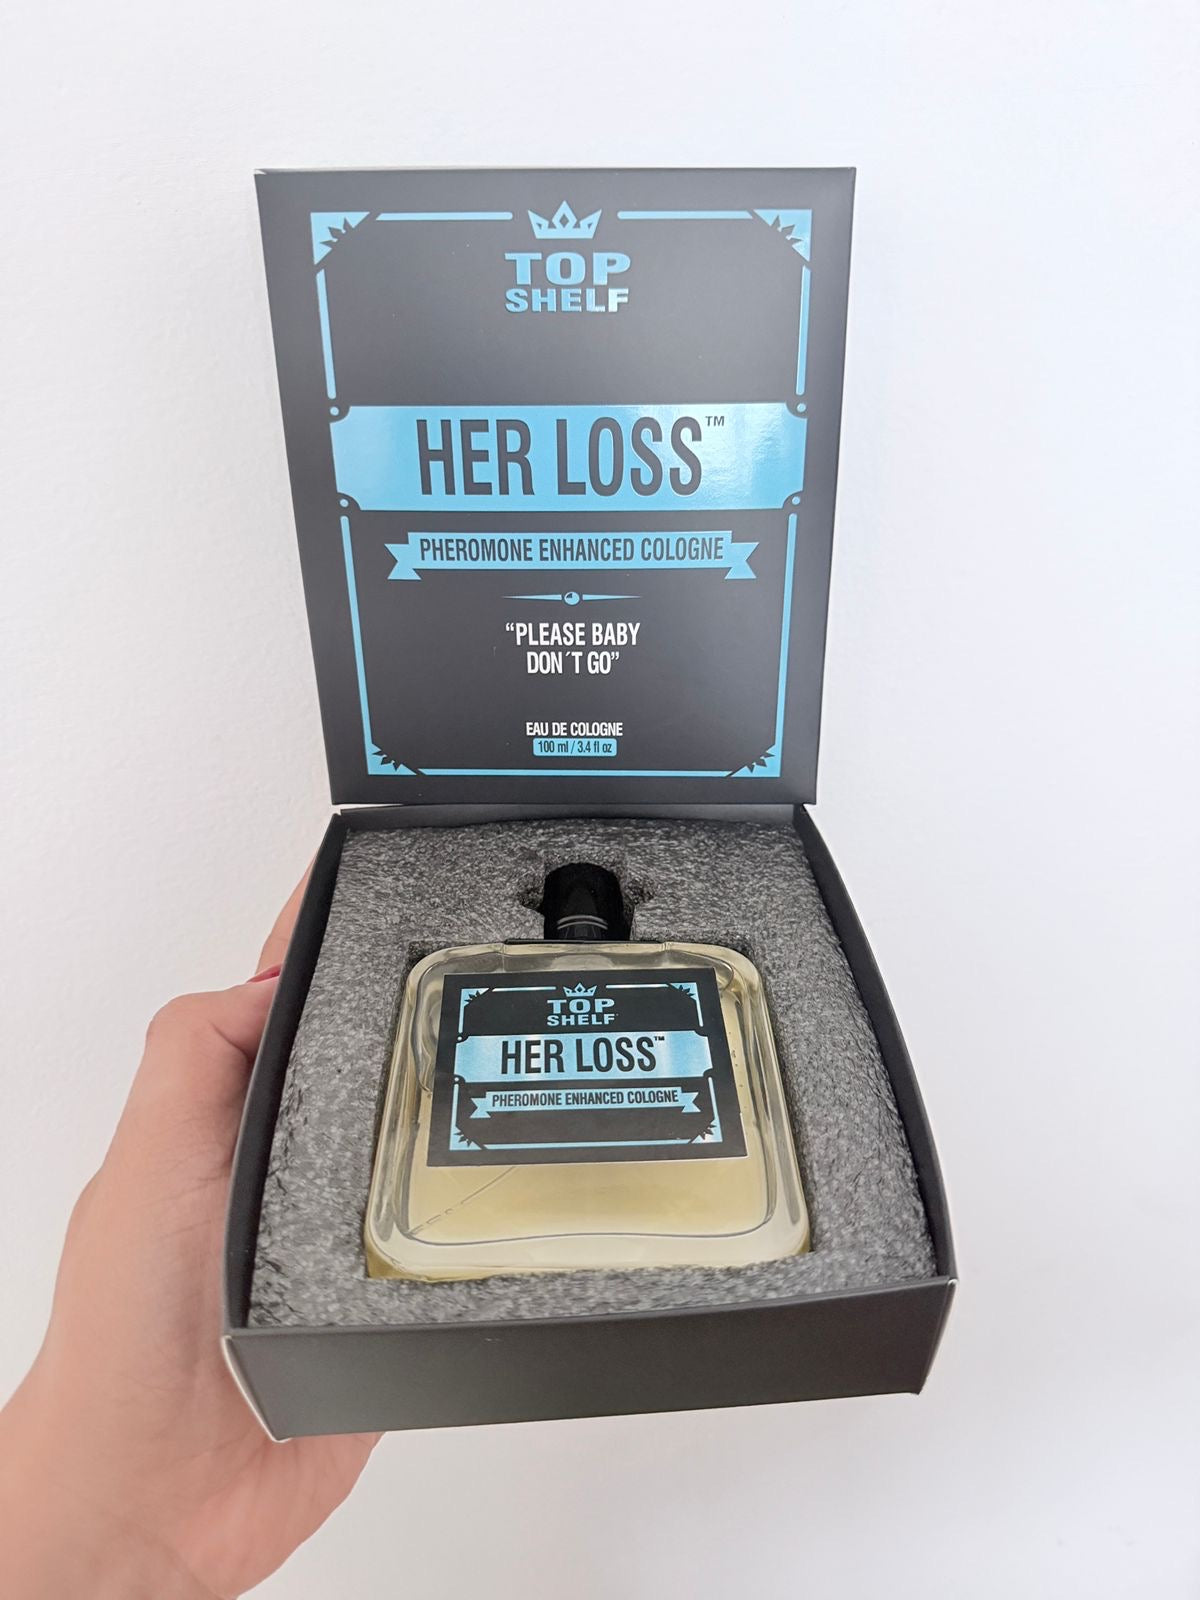 TOP
SHELF
HER LOSS™
PHEROMONE ENHANCED COLOGNE
“PLEASE BABY
DON´T GO”
EAU DE COLOGNE
100 ml / 3.4 fl oz
TOP
SHELF
HER LOSS™
PHEROMONE ENHANCED COLOGNE